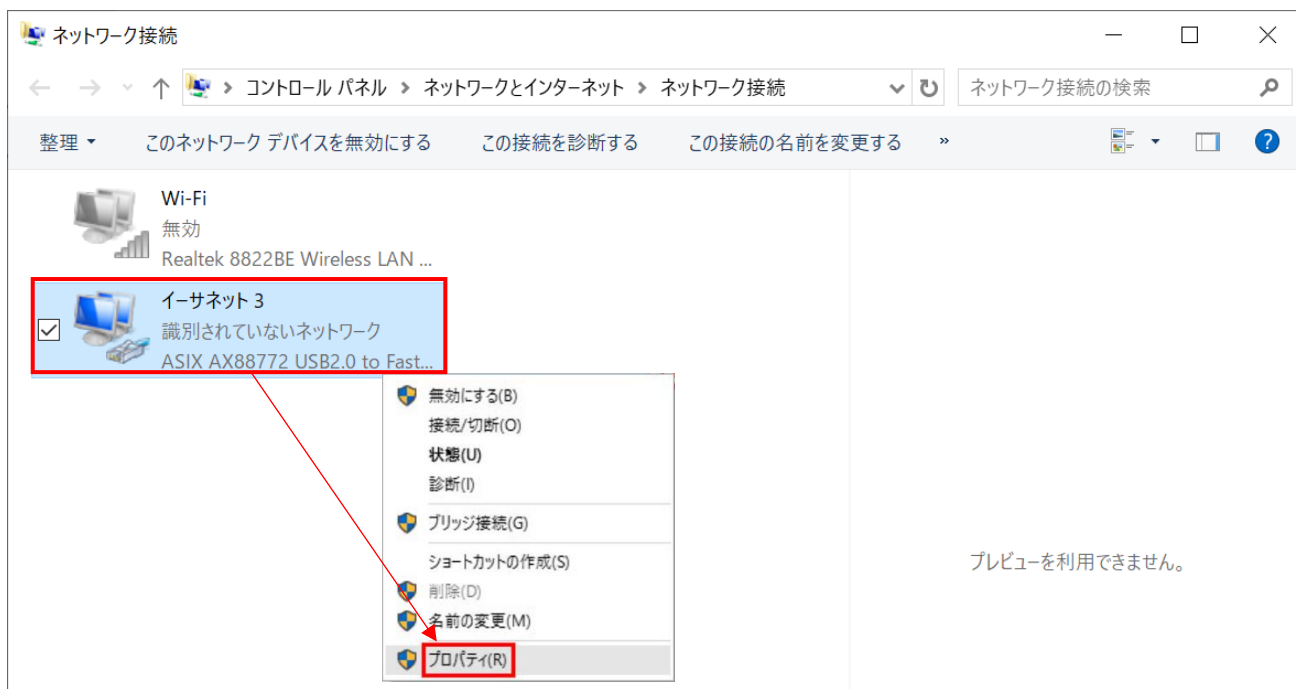 ネットワーク接続
コントロール パネル > ネットワークとインターネット > ネットワーク接続
ネットワーク接続の検索
整理 このネットワーク デバイスを無効にする この接続を診断する この接続の名前を変更する »
Wi-Fi
無効
Realtek 8822BE Wireless LAN ...
イーサネット 3
識別されていないネットワーク
ASIX AX88772 USB2.0 to Fast...
無効にする(B)
接続/切断(O)
状態(U)
診断(I)
ブリッジ接続(G)
ショートカットの作成(S)
削除(D)
名前の変更(M)
プロパティ(R)
プレビューを利用できません。